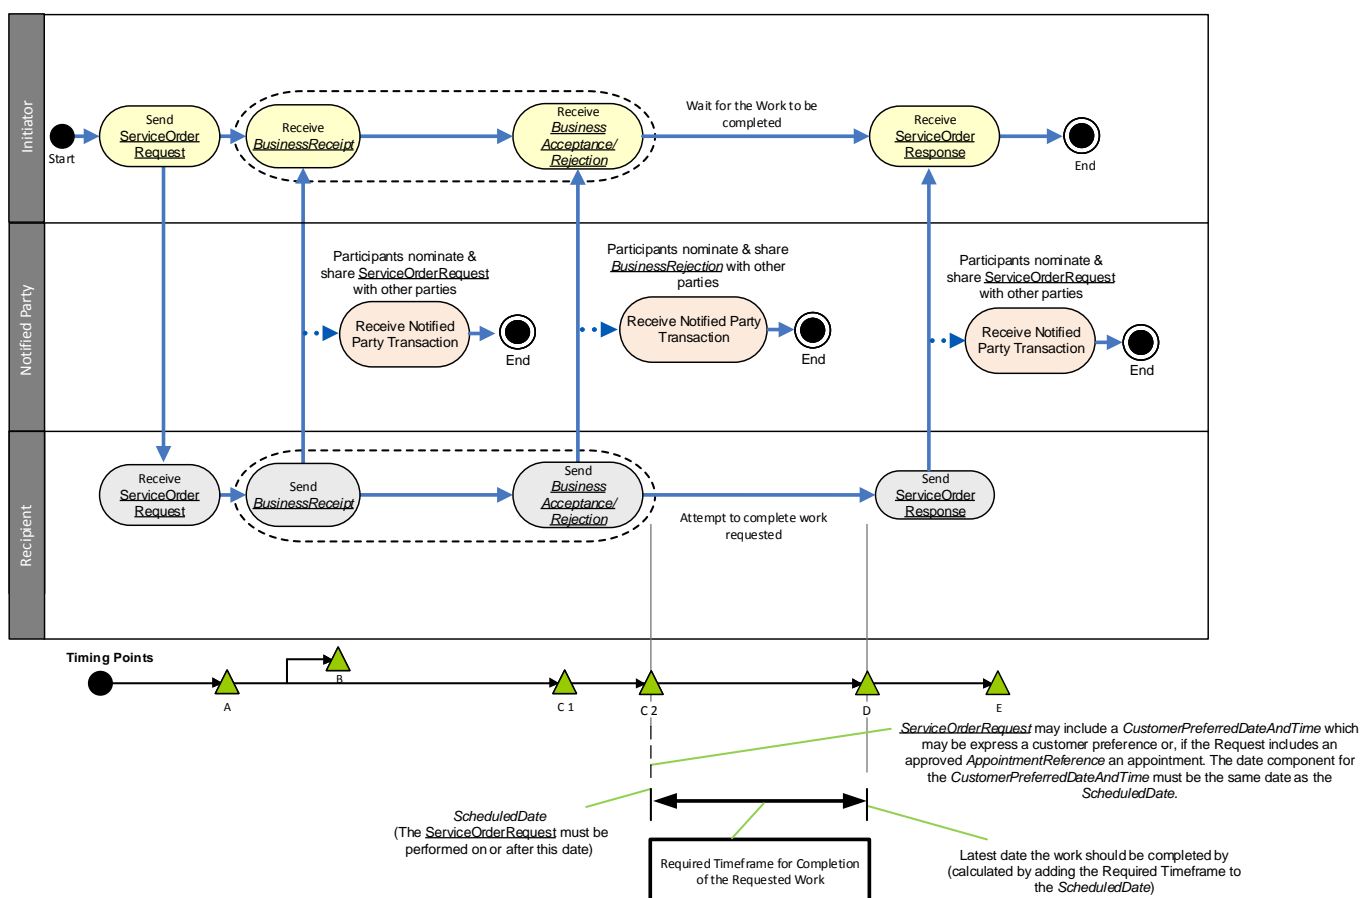 Initiator
Start
Send
ServiceOrder
Request
Receive
BusinessReceipt
Receive
Business
Acceptance/
Rejection
Wait for the Work to be
completed
Receive
ServiceOrder
Response
End
Notified Party
Participants nominate &
share ServiceOrderRequest
with other parties
Receive Notified
Party Transaction
End
Participants nominate & share
BusinessRejection with other
parties
Receive Notified Party
Transaction
End
Participants nominate &
share ServiceOrderRequest
with other parties
Receive Notified
Party Transaction
End
Recipient
Receive
ServiceOrder
Request
Send
BusinessReceipt
Send
Business
Acceptance/
Rejection
Attempt to complete work
requested
Send
ServiceOrder
Response
Timing Points
A
B
C 1
C 2
D
E
ServiceOrderRequest may include a CustomerPreferredDateAndTime which
may be express a customer preference or, if the Request includes an
approved AppointmentReference an appointment. The date component for
the CustomerPreferredDateAndTime must be the same date as the
ScheduledDate.
ScheduledDate
(The ServiceOrderRequest must be
performed on or after this date)
Required Timeframe for Completion
of the Requested Work
Latest date the work should be completed by
(calculated by adding the Required Timeframe to
the ScheduledDate)